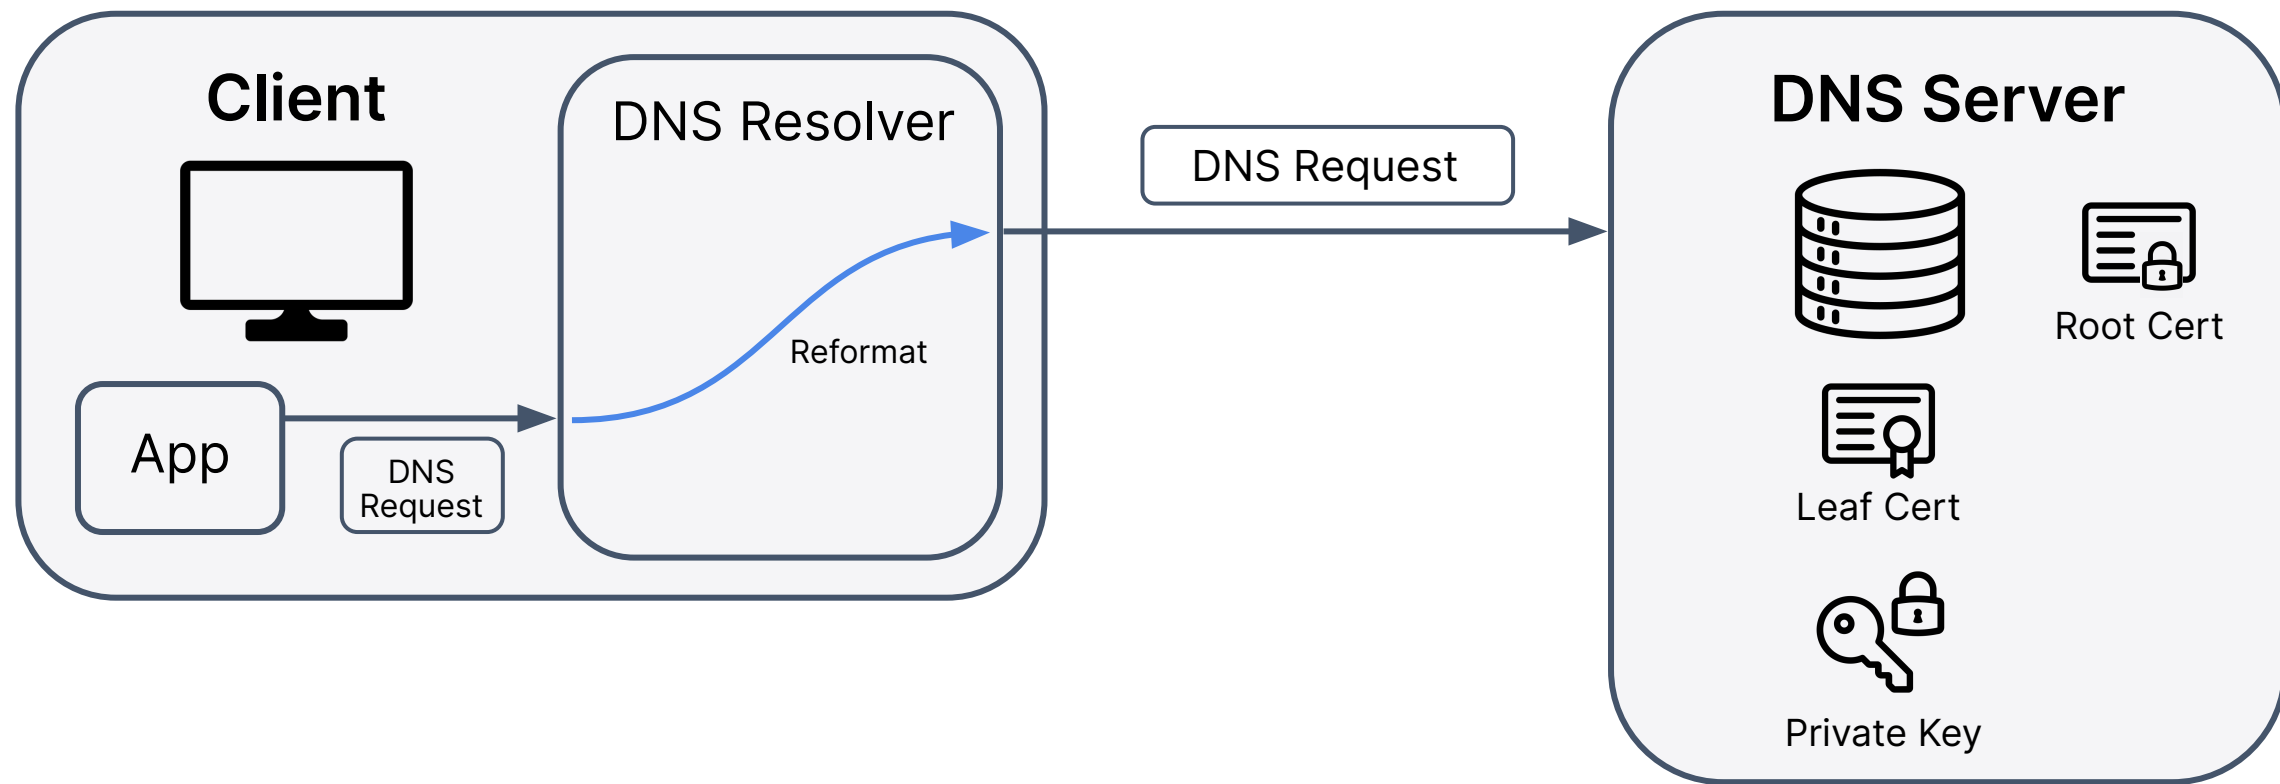 Client
DNS Resolver
App
DNS
Request
Reformat
DNS Request
DNS Server
Root Cert
Leaf Cert
Private Key